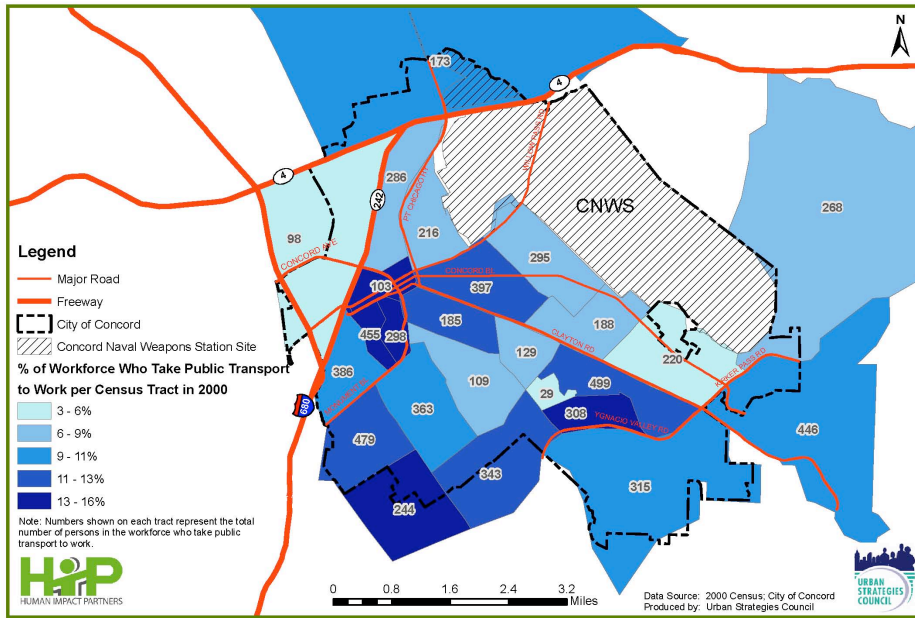 N
173
4
WILLOW PASS RD
4
286
242
PT CHICAGO HY
CNWS
268
216
98
CONCORD AVE
295
CONCORD BL
103
397
185
188
455
298
CLAYTON RD
129
220
KIRKER PASS RD
386
109
499
29
363
308
YGNACIO VALLEY RD
446
680
479
343
315
244
Legend
Major Road
Freeway
City of Concord
Concord Naval Weapons Station Site
% of Workforce Who Take Public Transport
to Work per Census Tract in 2000
3 - 6%
6 - 9%
9 - 11%
11 - 13%
13 - 16%
Note: Numbers shown on each tract represent the total
number of persons in the workforce who take public
transport to work.
HIP
HUMAN IMPACT PARTNERS
0 0.8 1.6 2.4 3.2
Miles
Data Source: 2000 Census; City of Concord
Produced by: Urban Strategies Council
URBAN
STRATEGIES
COUNCIL